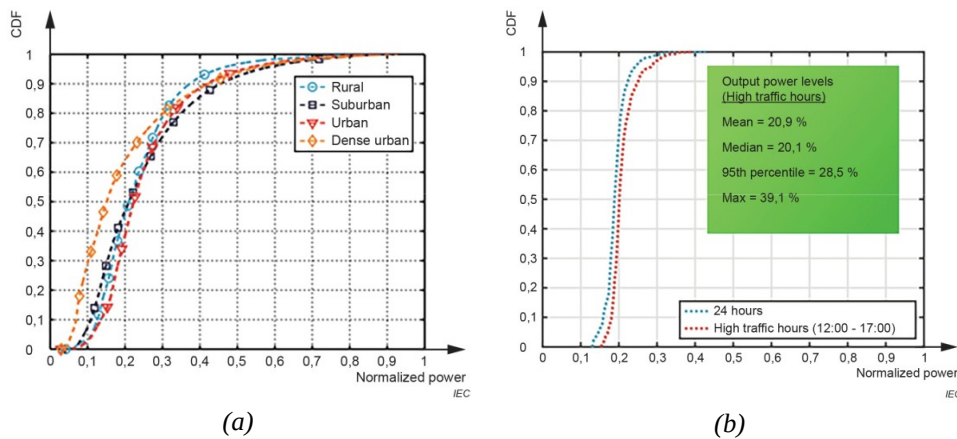 CDF
1
0,9
0,8
0,7
0,6
0,5
0,4
0,3
0,2
0,1
0
0 0,1 0,2 0,3 0,4 0,5 0,6 0,7 0,8 0,9 1
Normalized power
IEC
Rural
Suburban
Urban
Dense urban
(a)
CDF
1
0,9
0,8
0,7
0,6
0,5
0,4
0,3
0,2
0,1
0
0 0,1 0,2 0,3 0,4 0,5 0,6 0,7 0,8 0,9 1
Normalized power
IEC
Output power levels
(High traffic hours)
Mean = 20,9 %
Median = 20,1 %
95th percentile = 28,5 %
Max = 39,1 %
24 hours
High traffic hours (12:00 - 17:00)
(b)